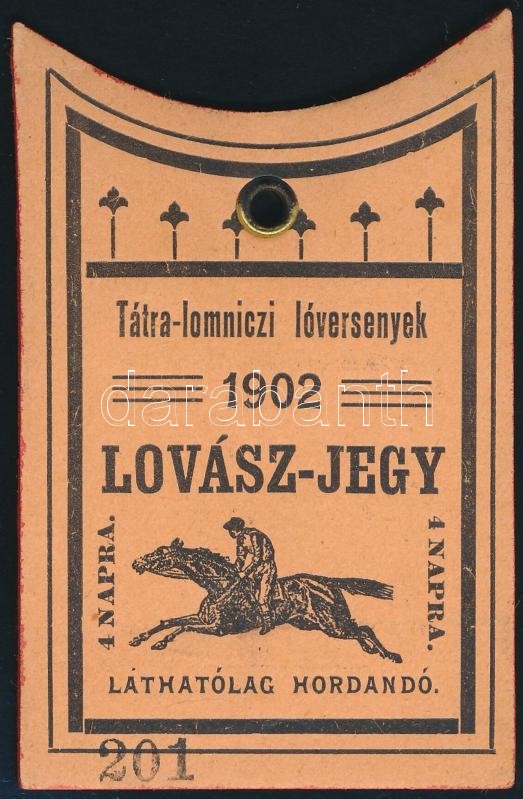 Tátra-lomniczi lóversenyek
1902
darabanth
LOVÁSZ-JEGY
4 NAPRA.
4 NAPRA.
LÁTHATÓLAG HORDANDÓ.
201